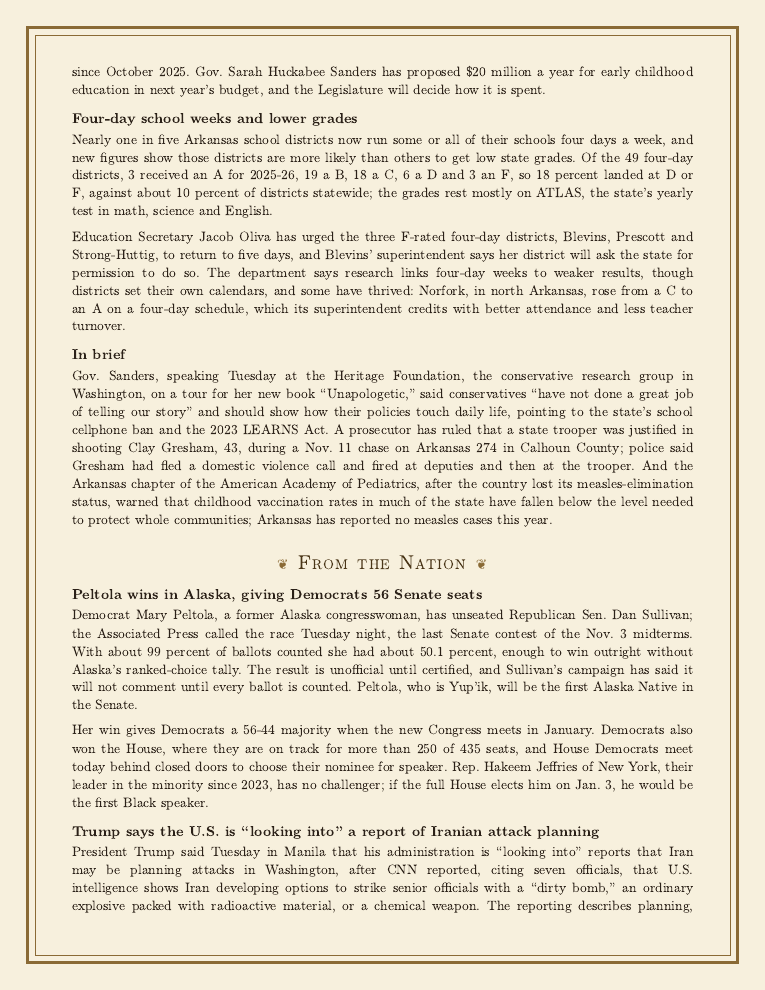 since October 2025. Gov. Sarah Huckabee Sanders has proposed $20 million a year for early childhood
education in next year’s budget, and the Legislature will decide how it is spent.
Four-day school weeks and lower grades
Nearly one in five Arkansas school districts now run some or all of their schools four days a week, and
new figures show those districts are more likely than others to get low state grades. Of the 49 four-day
districts, 3 received an A for 2025-26, 19 a B, 18 a C, 6 a D and 3 an F, so 18 percent landed at D or
F, against about 10 percent of districts statewide; the grades rest mostly on ATLAS, the state’s yearly
test in math, science and English.
Education Secretary Jacob Oliva has urged the three F-rated four-day districts, Blevins, Prescott and
Strong-Huttig, to return to five days, and Blevins’ superintendent says her district will ask the state for
permission to do so. The department says research links four-day weeks to weaker results, though
districts set their own calendars, and some have thrived: Norfork, in north Arkansas, rose from a C to
an A on a four-day schedule, which its superintendent credits with better attendance and less teacher
turnover.
In brief
Gov. Sanders, speaking Tuesday at the Heritage Foundation, the conservative research group in
Washington, on a tour for her new book “Unapologetic,” said conservatives “have not done a great job
of telling our story” and should show how their policies touch daily life, pointing to the state’s school
cellphone ban and the 2023 LEARNS Act. A prosecutor has ruled that a state trooper was justified in
shooting Clay Gresham, 43, during a Nov. 11 chase on Arkansas 274 in Calhoun County; police said
Gresham had fled a domestic violence call and fired at deputies and then at the trooper. And the
Arkansas chapter of the American Academy of Pediatrics, after the country lost its measles-elimination
status, warned that childhood vaccination rates in much of the state have fallen below the level needed
to protect whole communities; Arkansas has reported no measles cases this year.
❦ From the Nation ❦
Peltola wins in Alaska, giving Democrats 56 Senate seats
Democrat Mary Peltola, a former Alaska congresswoman, has unseated Republican Sen. Dan Sullivan;
the Associated Press called the race Tuesday night, the last Senate contest of the Nov. 3 midterms.
With about 99 percent of ballots counted she had about 50.1 percent, enough to win outright without
Alaska’s ranked-choice tally. The result is unofficial until certified, and Sullivan’s campaign has said it
will not comment until every ballot is counted. Peltola, who is Yup’ik, will be the first Alaska Native in
the Senate.
Her win gives Democrats a 56-44 majority when the new Congress meets in January. Democrats also
won the House, where they are on track for more than 250 of 435 seats, and House Democrats meet
today behind closed doors to choose their nominee for speaker. Rep. Hakeem Jeffries of New York, their
leader in the minority since 2023, has no challenger; if the full House elects him on Jan. 3, he would be
the first Black speaker.
Trump says the U.S. is “looking into” a report of Iranian attack planning
President Trump said Tuesday in Manila that his administration is “looking into” reports that Iran
may be planning attacks in Washington, after CNN reported, citing seven officials, that U.S.
intelligence shows Iran developing options to strike senior officials with a “dirty bomb,” an ordinary
explosive packed with radioactive material, or a chemical weapon. The reporting describes planning,